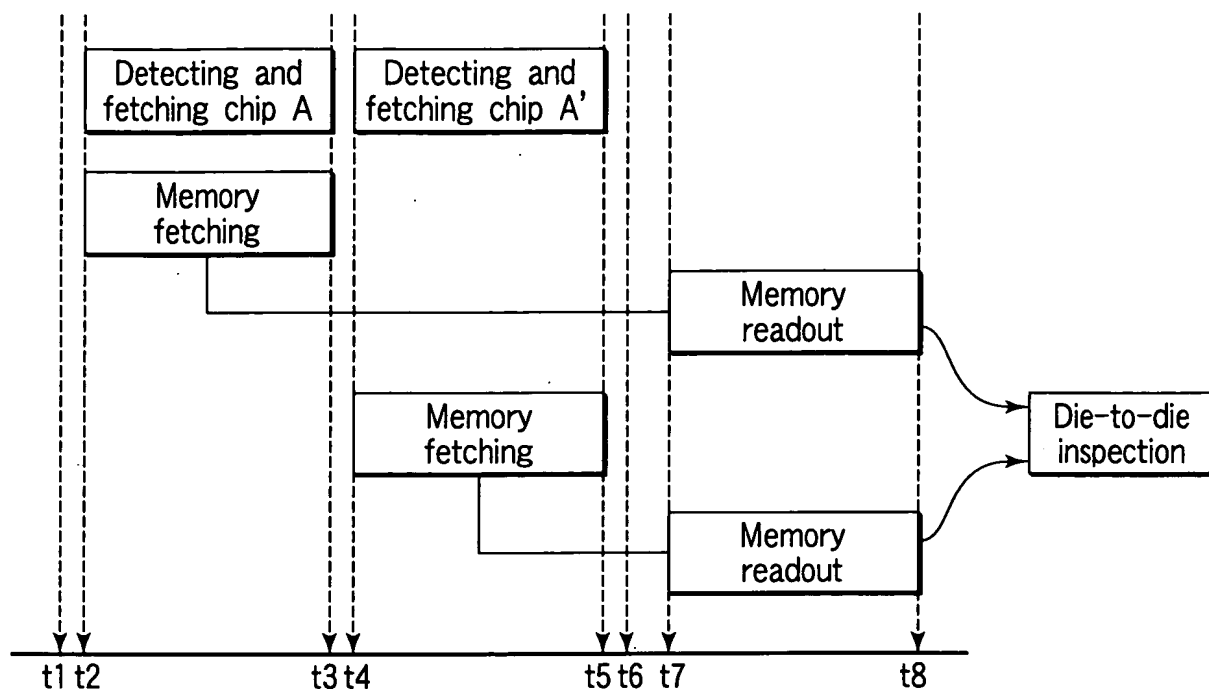 Detecting and
fetching chip A
Detecting and
fetching chip A'
Memory
fetching
Memory
readout
Memory
fetching
Die-to-die
inspection
Memory
readout
t1 t2 t3 t4 t5 t6 t7 t8